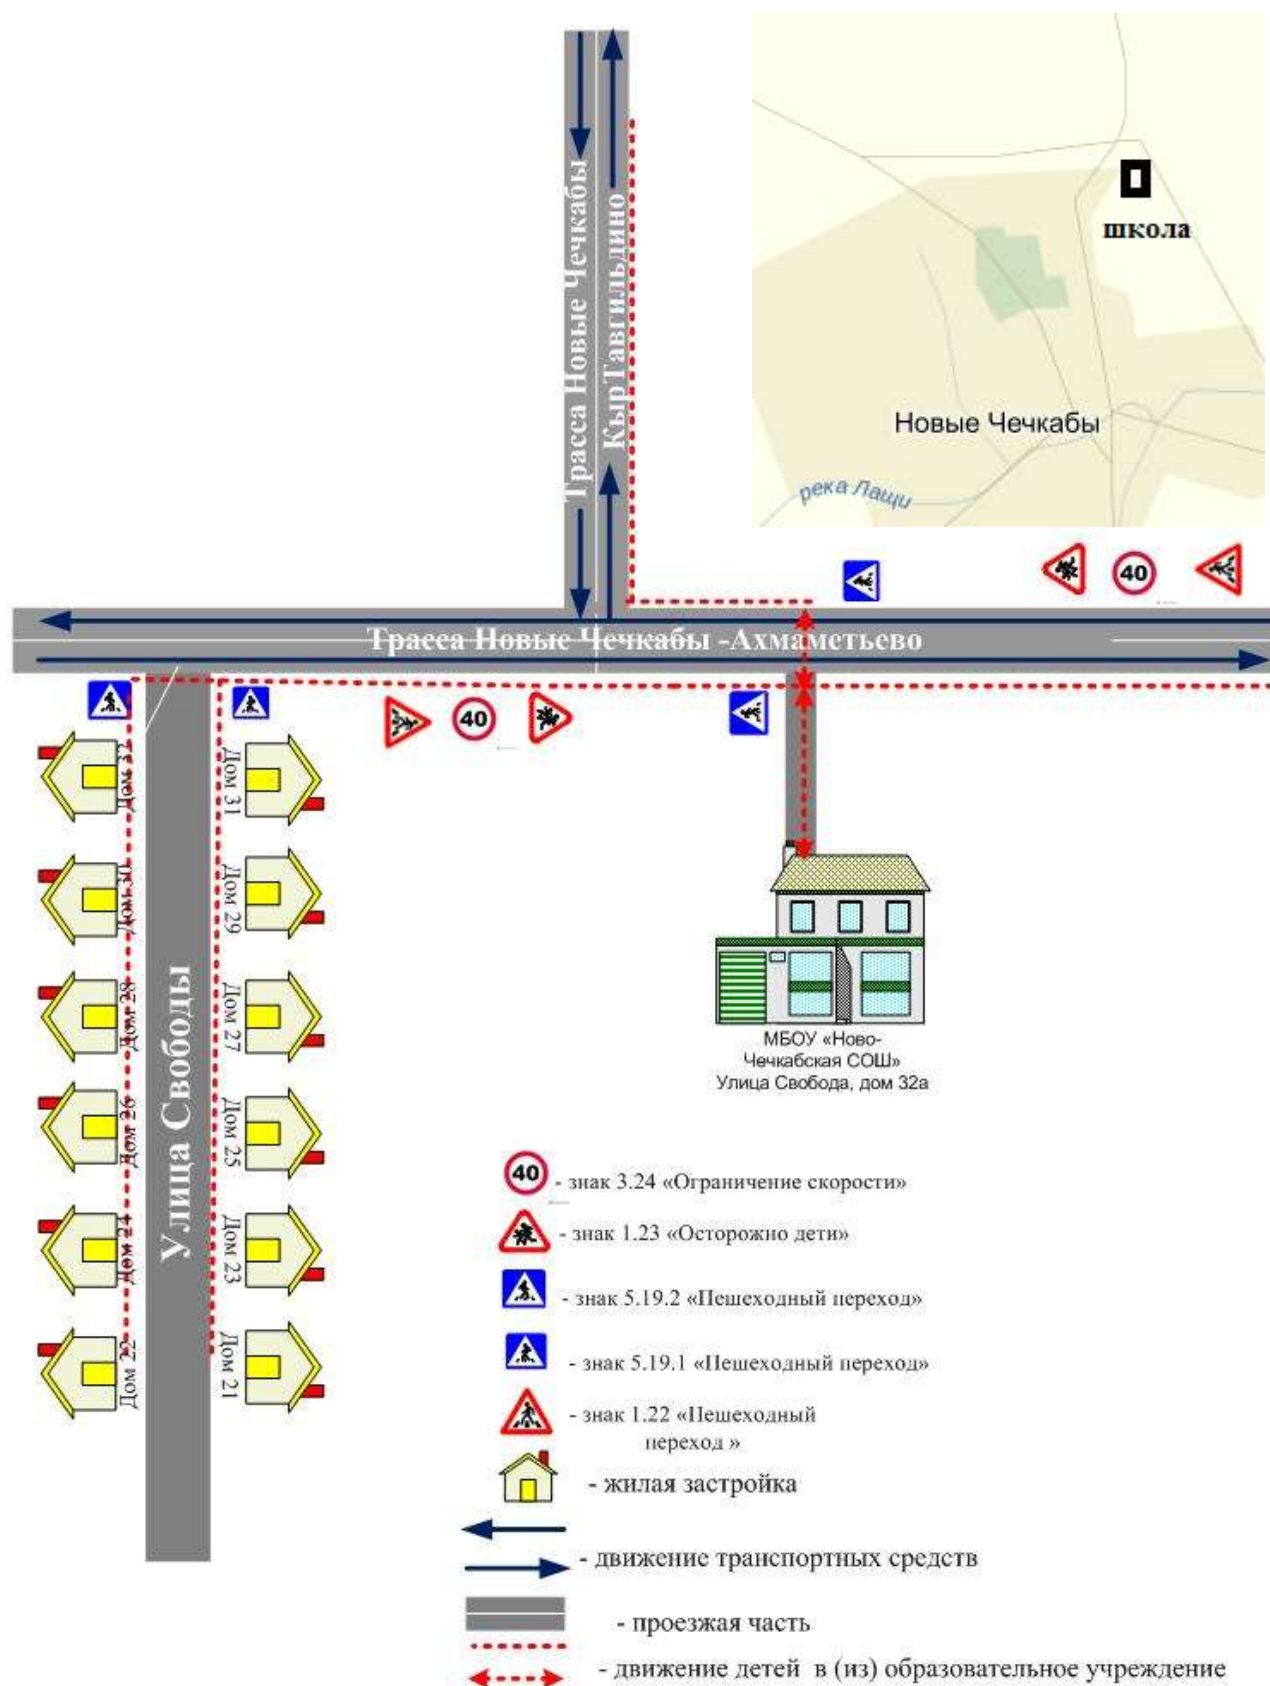 Трасса Новые Чечкабы
КырТавгильдино
школа
Новые Чечкабы
река Лащи
40
Трасса Новые Чечкабы -Ахмаметьево
40
Дом 32
Дом 31
Дом 30
Дом 29
Дом 28
Дом 27
Дом 26
Дом 25
Дом 24
Дом 23
Дом 22
Дом 21
Улица Свободы
МБОУ «Ново-
Чечкабская СОШ»
Улица Свобода, дом 32а
40 - знак 3.24 «Ограничение скорости»
- знак 1.23 «Осторожно дети»
- знак 5.19.2 «Пешеходный переход»
- знак 5.19.1 «Пешеходный переход»
- знак 1.22 «Пешеходный
переход »
- жилая застройка
- движение транспортных средств
- проезжая часть
- движение детей в (из) образовательное учреждение